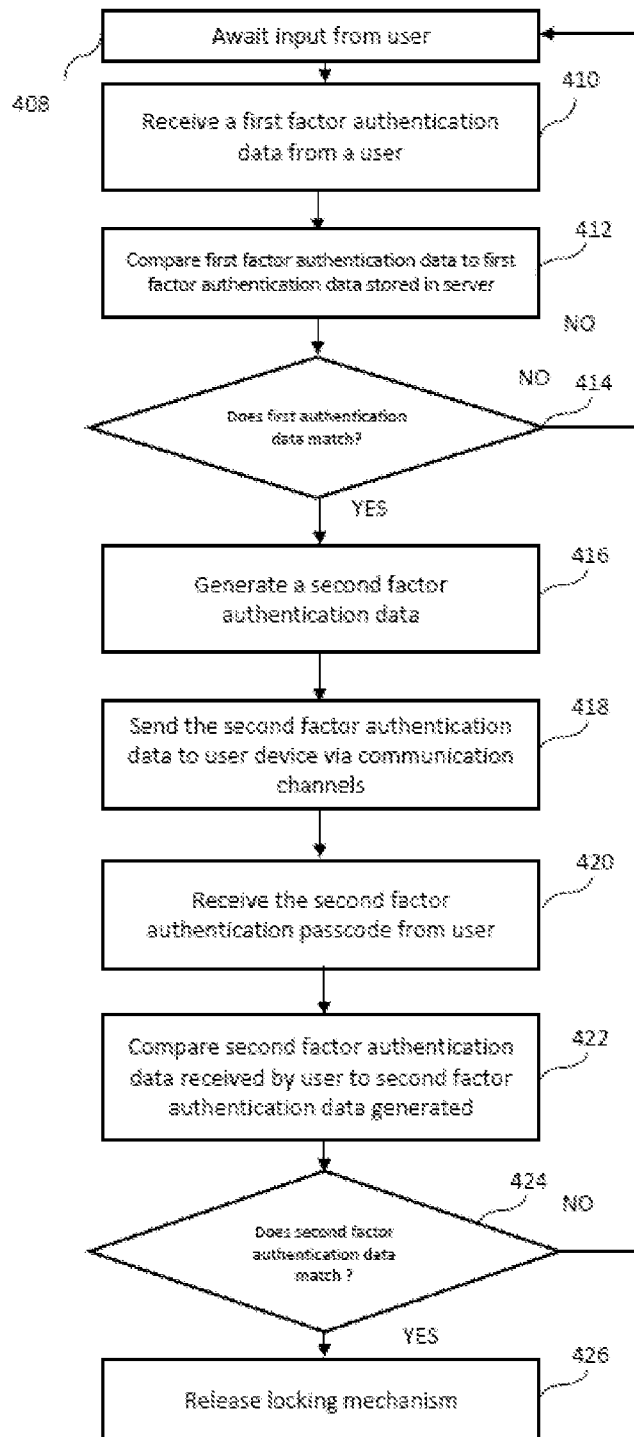 Await input from user
408
410
Receive a first factor authentication
data from a user
412
Compare first factor authentication data to first
factor authentication data stored in server
NO
NO
414
Does first authentication
data match?
YES
416
Generate a second factor
authentication data
418
Send the second factor authentication
data to user device via communication
channels
420
Receive the second factor
authentication passcode from user
422
Compare second factor authentication
data received by user to second factor
authentication data generated
424
NO
Does second factor
authentication data
match ?
YES
426
Release locking mechanism